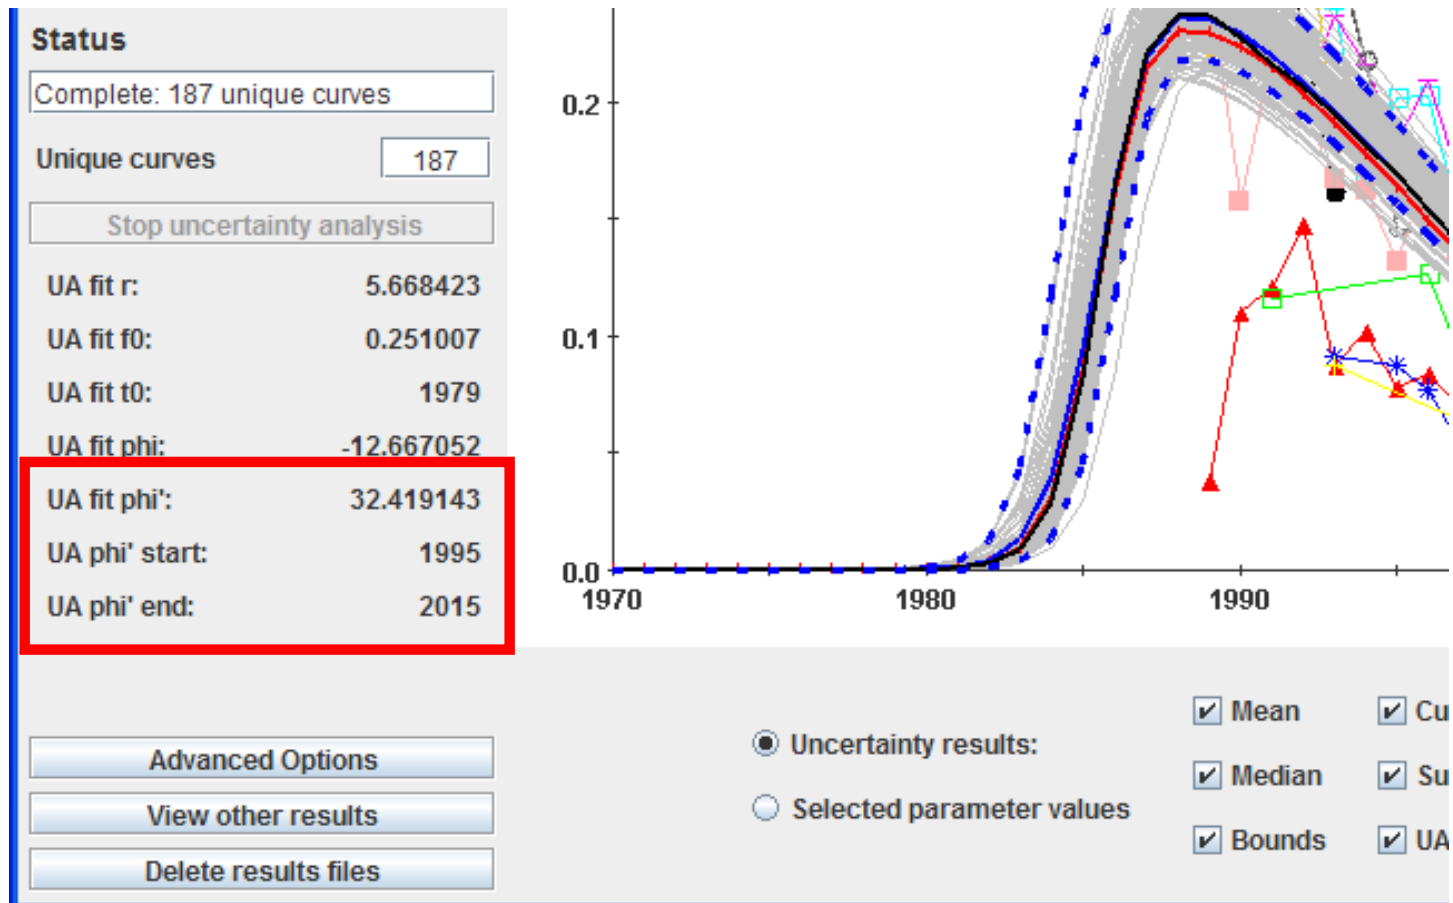 Status
Complete: 187 unique curves
Unique curves 187
Stop uncertainty analysis
UA fit r: 5.668423
UA fit f0: 0.251007
UA fit t0: 1979
UA fit phi: -12.667052
UA fit phi': 32.419143
UA phi' start: 1995
UA phi' end: 2015
Advanced Options
View other results
Delete results files
0.2
0.1
0.0
1970 1980 1990
Uncertainty results:
Selected parameter values
Mean Cu
Median Su
Bounds UA